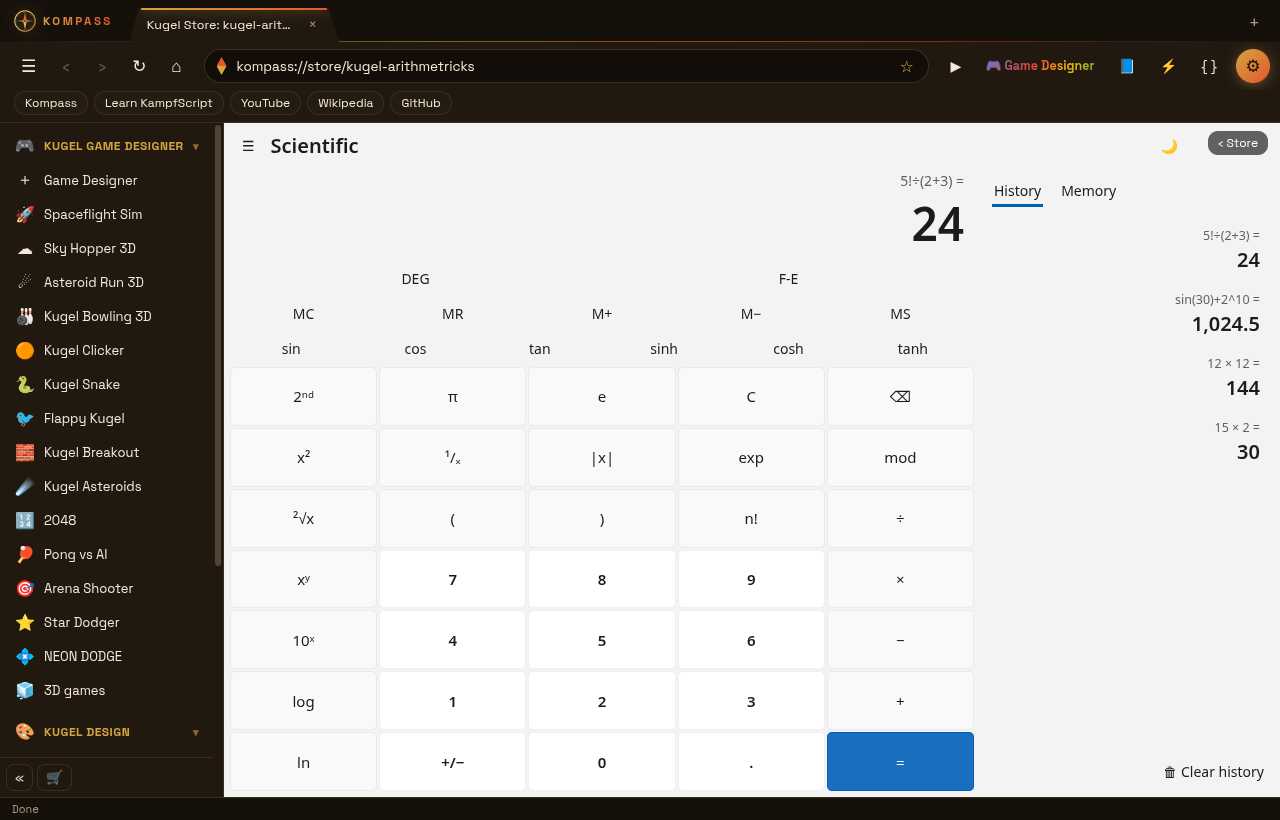 KOMPASS
Kugel Store: kugel-arit… ×
+
kompass://store/kugel-arithmetricks
Game Designer
Kompass
Learn KampfScript
YouTube
Wikipedia
GitHub
KUGEL GAME DESIGNER
Game Designer
Spaceflight Sim
Sky Hopper 3D
Asteroid Run 3D
Kugel Bowling 3D
Kugel Clicker
Kugel Snake
Flappy Kugel
Kugel Breakout
Kugel Asteroids
2048
Pong vs AI
Arena Shooter
Star Dodger
NEON DODGE
3D games
KUGEL DESIGN
«
Scientific
< Store
5!÷(2+3) =
24
DEG F-E
MC MR M+ M− MS
sin cos tan sinh cosh tanh
2ⁿᵈ π e C ⌫
x² ¹/ₓ |x| exp mod
²√x ( ) n! ÷
xʸ 7 8 9 ×
10ˣ 4 5 6 −
log 1 2 3 +
ln +/− 0 . =
History Memory
5!÷(2+3) =
24
sin(30)+2^10 =
1,024.5
12 × 12 =
144
15 × 2 =
30
Clear history
Done